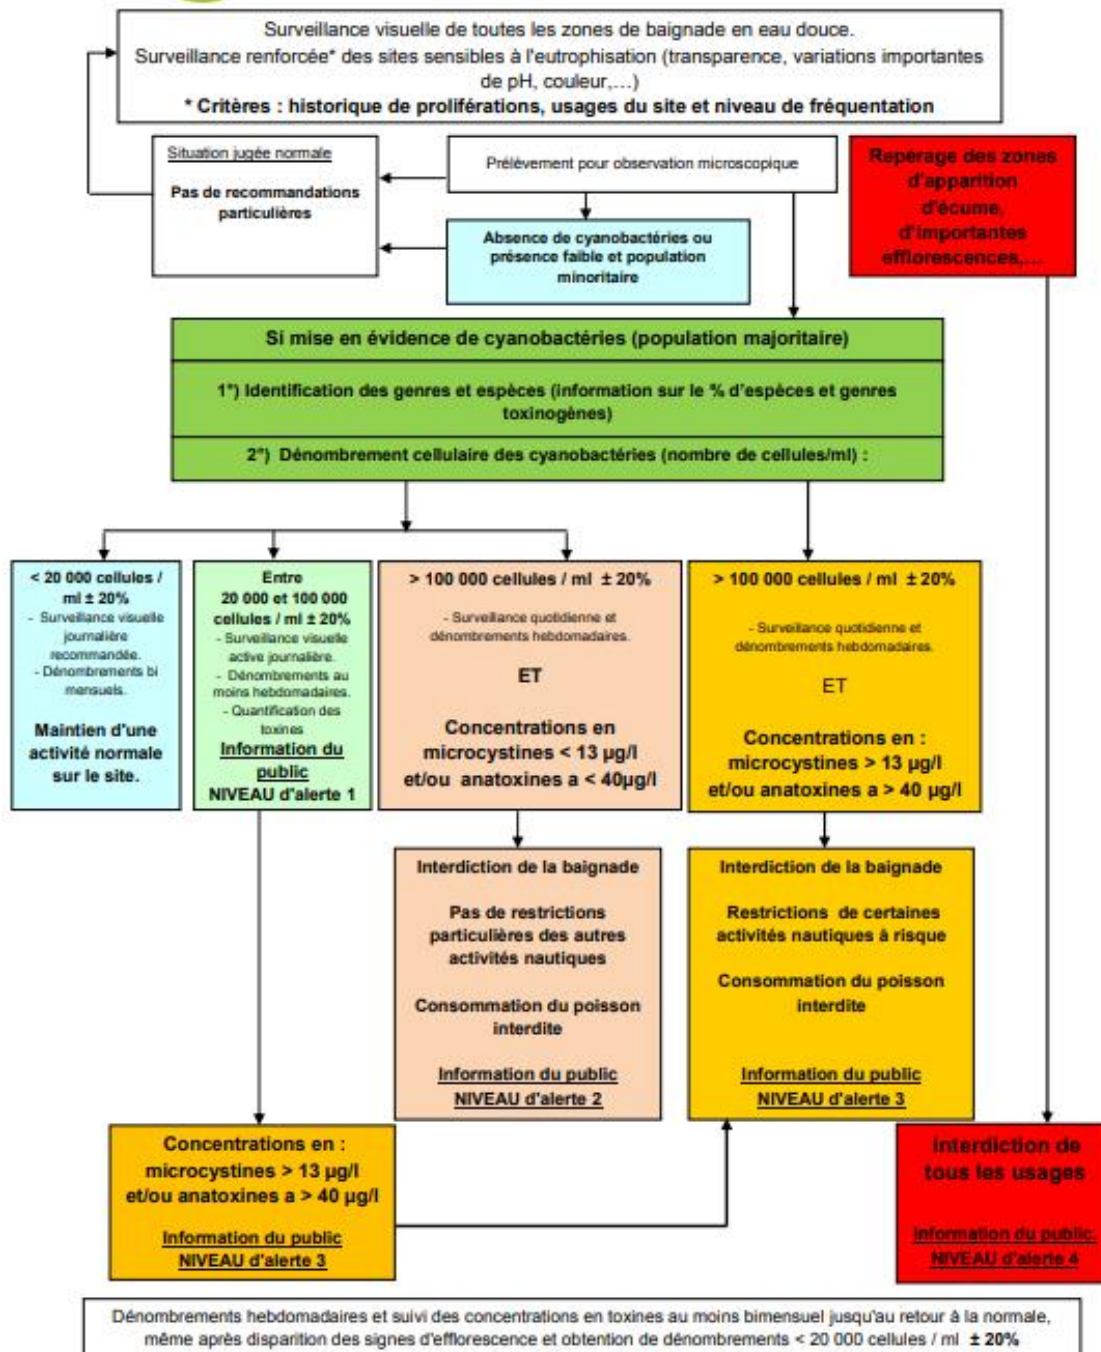 Surveillance visuelle de toutes les zones de baignade en eau douce.
Surveillance renforcée* des sites sensibles à l'eutrophisation (transparence, variations importantes
de pH, couleur,…)
* Critères : historique de proliférations, usages du site et niveau de fréquentation
Situation jugée normale
Pas de recommandations
particulières
Prélèvement pour observation microscopique
Repérage des zones
d'apparition
d'écume,
d'importantes
efflorescences,…
Absence de cyanobactéries ou
présence faible et population
minoritaire
Si mise en évidence de cyanobactéries (population majoritaire)
1°) Identification des genres et espèces (information sur le % d'espèces et genres
toxinogènes)
2°) Dénombrement cellulaire des cyanobactéries (nombre de cellules/ml) :
< 20 000 cellules /
ml ± 20%
- Surveillance visuelle
journalière
recommandée.
- Dénombrements bi
mensuels.
Maintien d'une
activité normale
sur le site.
Entre
20 000 et 100 000
cellules / ml ± 20%
- Surveillance visuelle
active journalière.
- Dénombrements au
moins hebdomadaires.
- Quantification des
toxines
Information du
public
NIVEAU d'alerte 1
> 100 000 cellules / ml ± 20%
- Surveillance quotidienne et
dénombrements hebdomadaires.
ET
Concentrations en
microcystines < 13 µg/l
et/ou anatoxines a < 40µg/l
> 100 000 cellules / ml ± 20%
- Surveillance quotidienne et
dénombrements hebdomadaires.
ET
Concentrations en :
microcystines > 13 µg/l
et/ou anatoxines a > 40 µg/l
Interdiction de la baignade
Pas de restrictions
particulières des autres
activités nautiques
Consommation du poisson
interdite
Information du public
NIVEAU d'alerte 2
Interdiction de la baignade
Restrictions de certaines
activités nautiques à risque
Consommation du poisson
interdite
Information du public
NIVEAU d'alerte 3
Concentrations en :
microcystines > 13 µg/l
et/ou anatoxines a > 40 µg/l
Information du public
NIVEAU d'alerte 3
Interdiction de
tous les usages
Information du public
NIVEAU d'alerte 4
Dénombrements hebdomadaires et suivi des concentrations en toxines au moins bimensuel jusqu'au retour à la normale,
même après disparition des signes d'efflorescence et obtention de dénombrements < 20 000 cellules / ml ± 20%